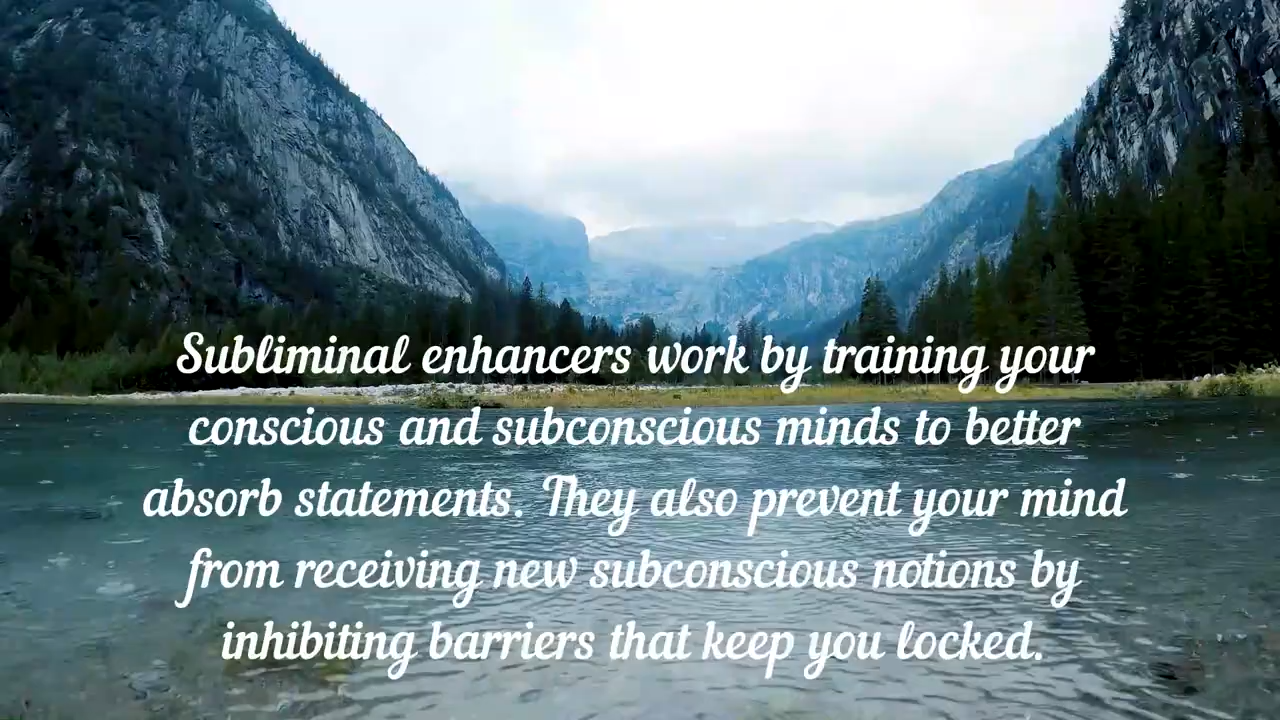 Subliminal enhancers work by training your
conscious and subconscious minds to better
absorb statements. They also prevent your mind
from receiving new subconscious notions by
inhibiting barriers that keep you locked.